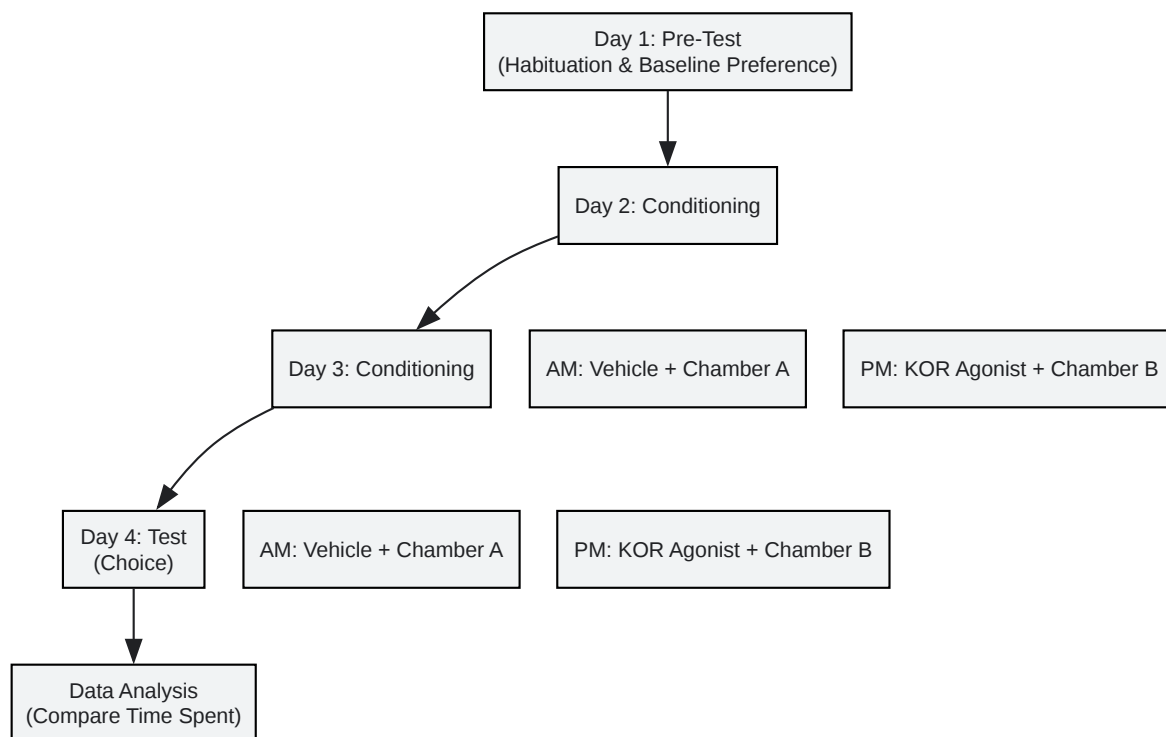 Day 1: Pre-Test
(Habituation & Baseline Preference)
Day 2: Conditioning
Day 3: Conditioning
AM: Vehicle + Chamber A
PM: KOR Agonist + Chamber B
Day 4: Test
(Choice)
AM: Vehicle + Chamber A
PM: KOR Agonist + Chamber B
Data Analysis
(Compare Time Spent)